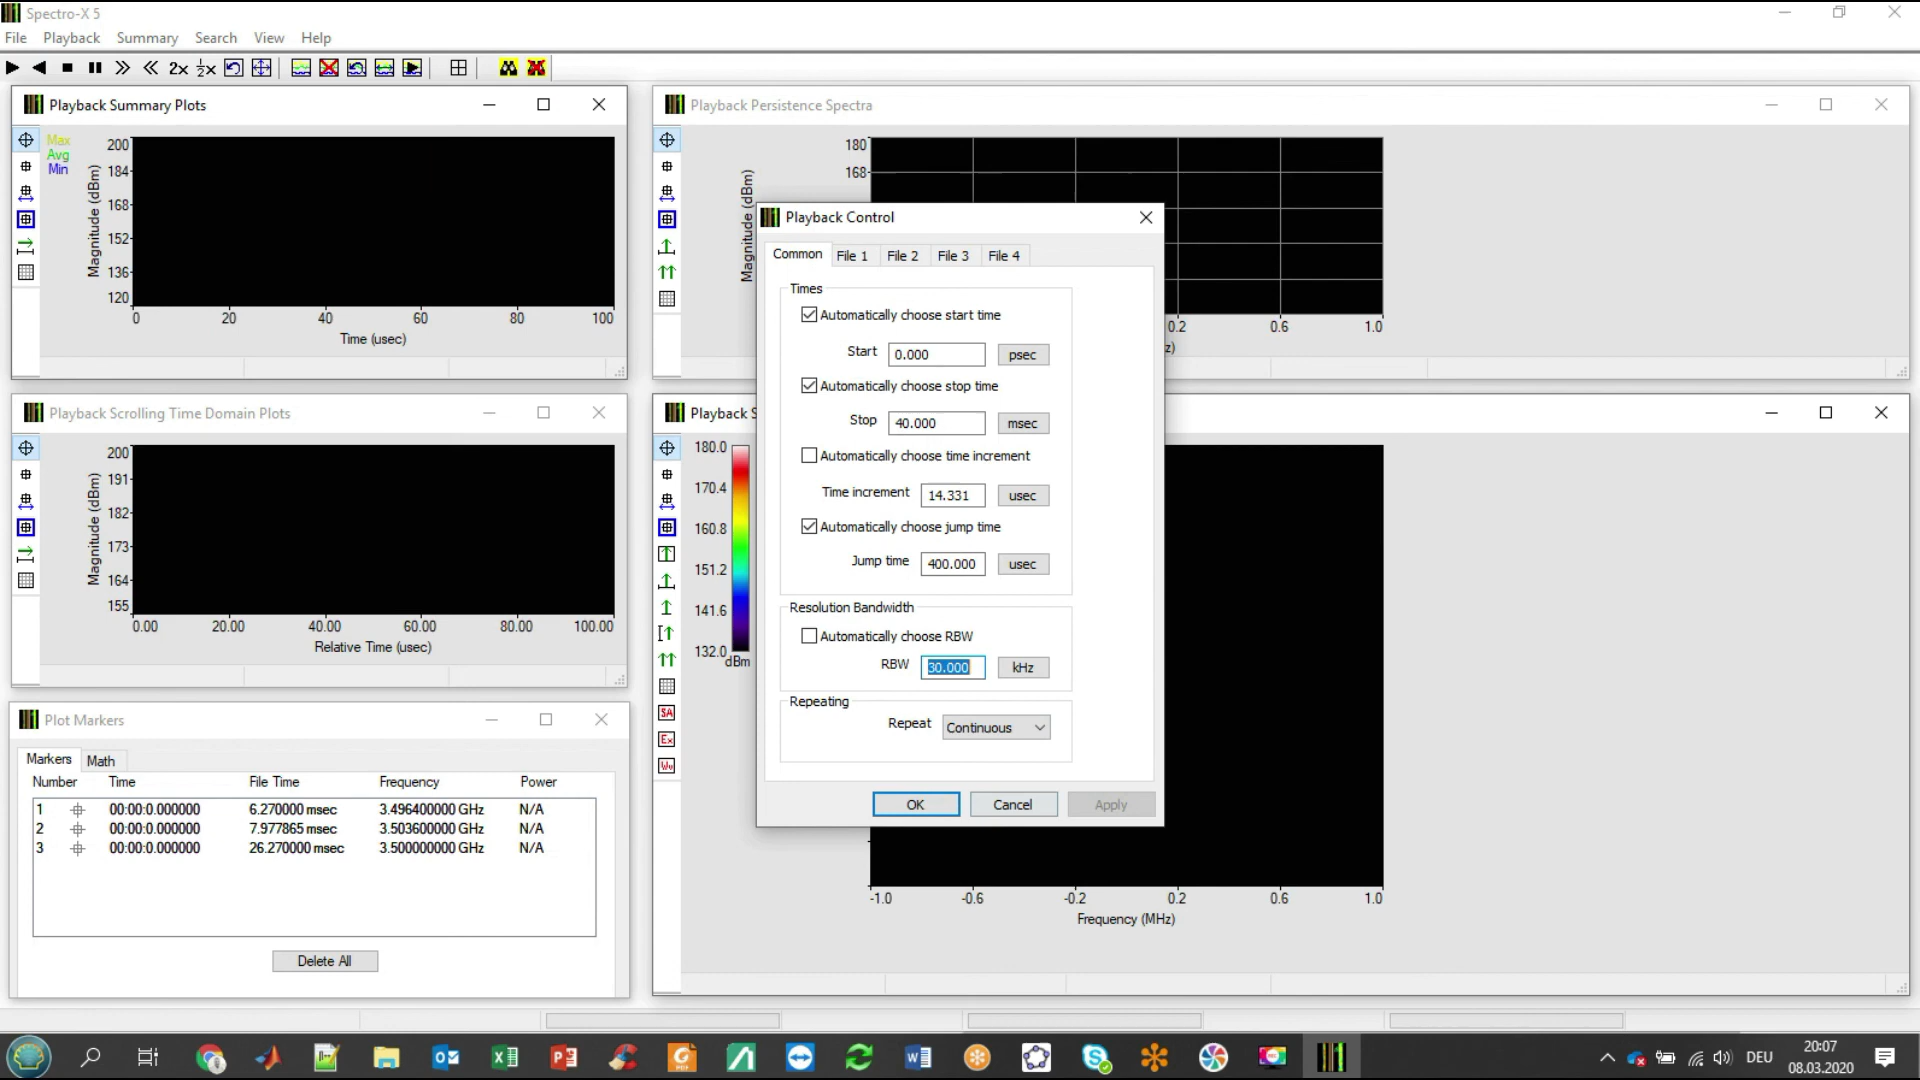 Spectro-X 5
File Playback Summary Search View Help
2x ½x
Playback Summary Plots
Max
Avg
Min
Magnitude (dBm)
200
184
168
152
136
120
0 20 40 60 80 100
Time (usec)
Playback Persistence Spectra
Magnitude (dBm)
180
168
0.2 0.6 1.0
z)
Playback Scrolling Time Domain Plots
Magnitude (dBm)
200
191
182
173
164
155
0.00 20.00 40.00 60.00 80.00 100.00
Relative Time (usec)
Playback S
180.0
170.4
160.8
151.2
141.6
132.0
dBm
SA
Ex
-1.0 -0.6 -0.2 0.2 0.6 1.0
Frequency (MHz)
Playback Control
Common File 1 File 2 File 3 File 4
Times
Automatically choose start time
Start 0.000 psec
Automatically choose stop time
Stop 40.000 msec
Automatically choose time increment
Time increment 14.331 usec
Automatically choose jump time
Jump time 400.000 usec
Resolution Bandwidth
Automatically choose RBW
RBW 30.000 kHz
Repeating
Repeat Continuous
OK Cancel Apply
Plot Markers
Markers Math
Number Time File Time Frequency Power
1 00:00:0.000000 6.270000 msec 3.496400000 GHz N/A
2 00:00:0.000000 7.977865 msec 3.503600000 GHz N/A
3 00:00:0.000000 26.270000 msec 3.500000000 GHz N/A
Delete All
DEU
20:07
08.03.2020